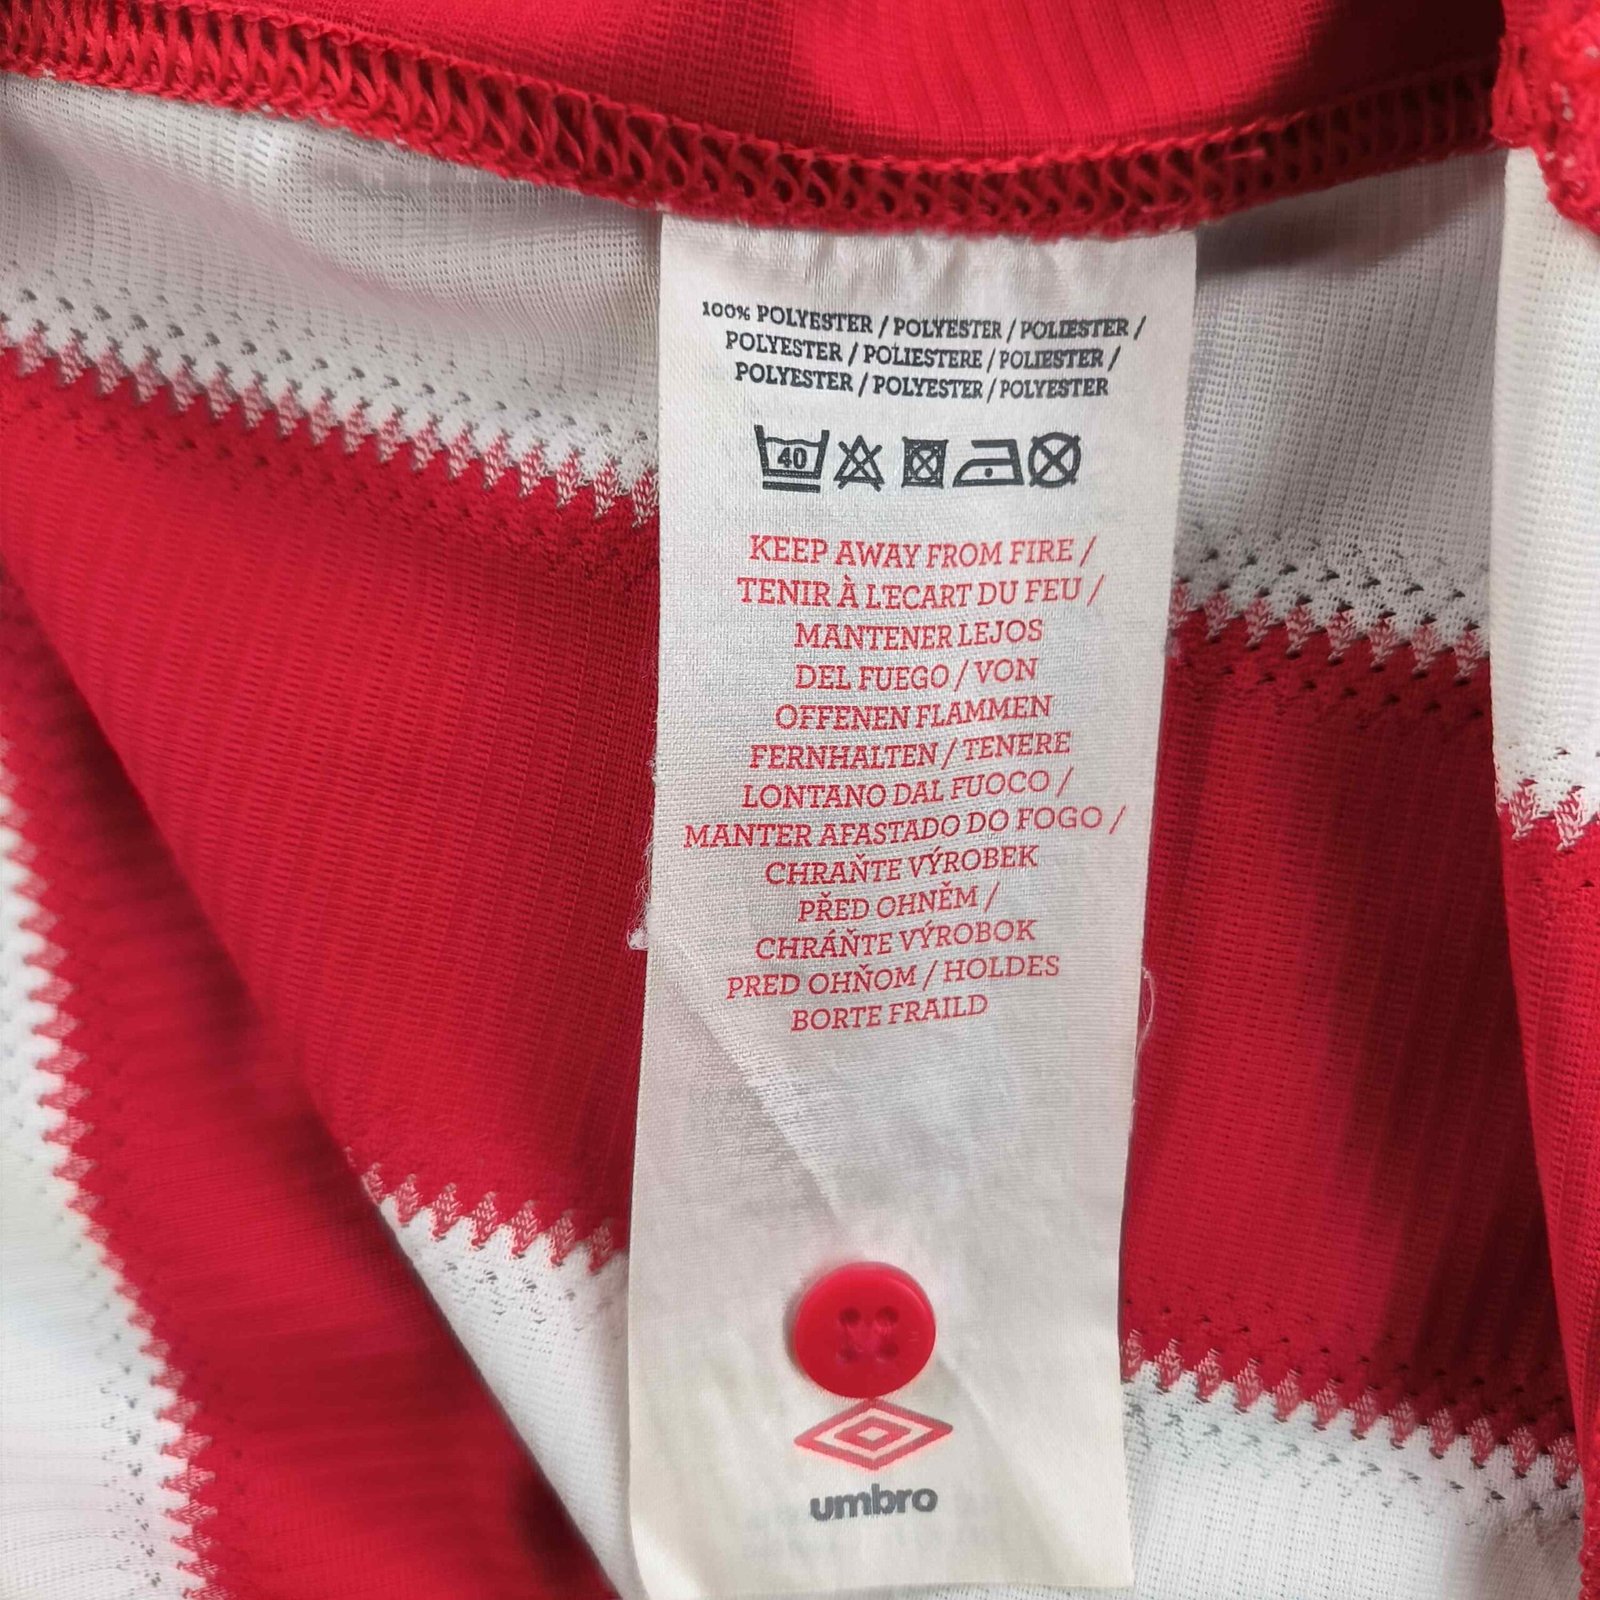 100% POLYESTER / POLYESTER / POLIESTER /
POLYESTER / POLIESTERE / POLIESTER /
POLYESTER / POLYESTER / POLYESTER
40
KEEP AWAY FROM FIRE /
TENIR À L'ECART DU FEU /
MANTENER LEJOS
DEL FUEGO / VON
OFFENEN FLAMMEN
FERNHALTEN / TENERE
LONTANO DAL FUOCO /
MANTER AFASTADO DO FOGO /
CHRAŇTE VÝROBEK
PŘED OHNĚM /
CHRÁŇTE VÝROBOK
PRED OHŇOM / HOLDES
BORTE FRAILD
umbro